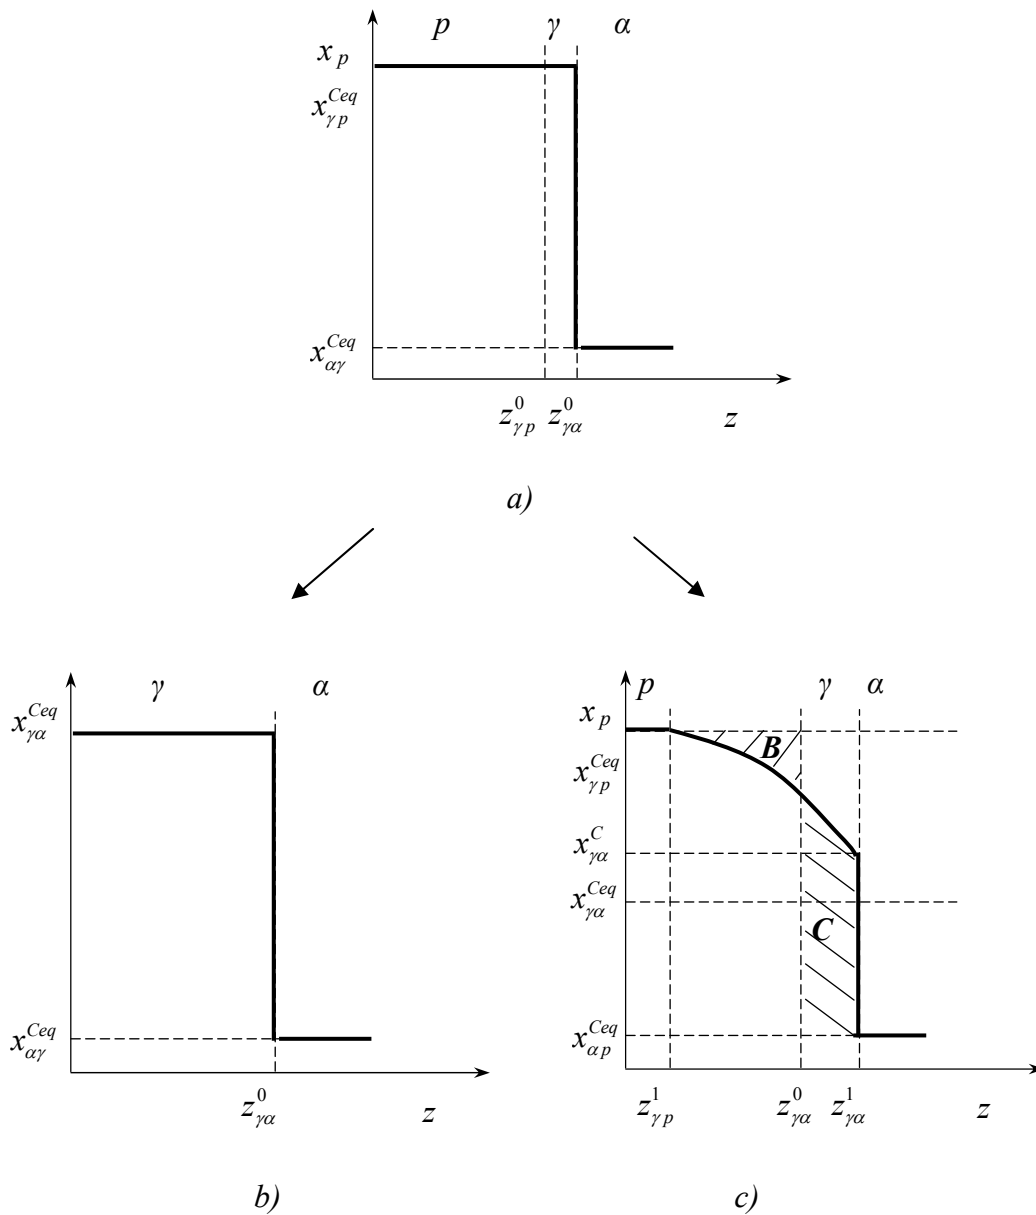 p γ α
x_p
x_{γp}^{Ceq}
x_{αγ}^{Ceq}
z_{γp}^{0} z_{γα}^{0} z
a)
γ α
x_{γα}^{Ceq}
x_{αγ}^{Ceq}
z_{γα}^{0} z
b)
p γ α
x_p
B
x_{γp}^{Ceq}
x_{γα}^{C}
x_{γα}^{Ceq}
C
x_{αp}^{Ceq}
z_{γp}^{1} z_{γα}^{0} z_{γα}^{1} z
c)